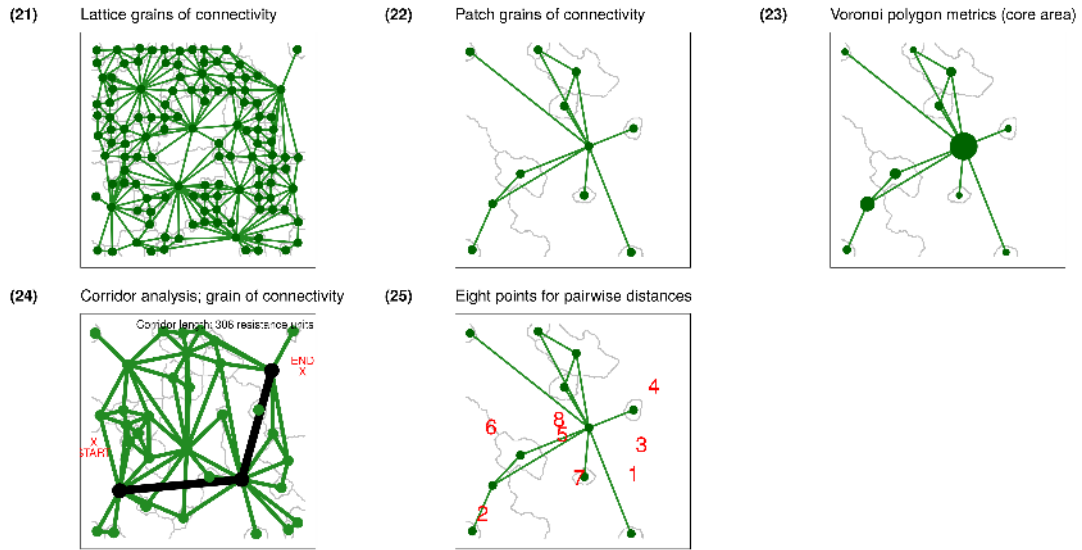 (21) Lattice grains of connectivity
(22) Patch grains of connectivity
(23) Voronoi polygon metrics (core area)
(24) Corridor analysis; grain of connectivity
Corridor length: 306 resistance units
END
X
X
START
(25) Eight points for pairwise distances
4
8
6
5
3
7
1
2